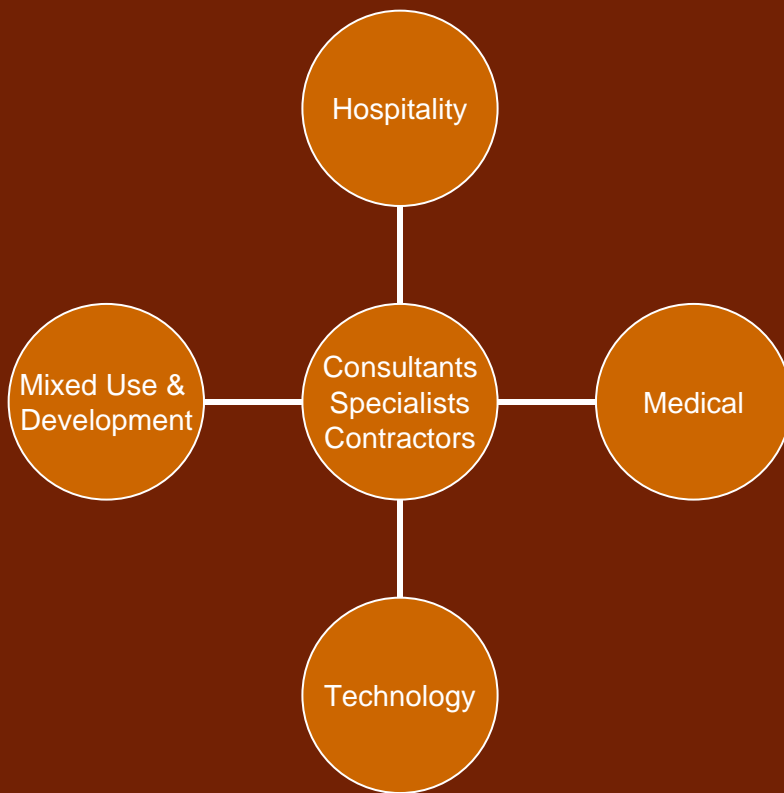 Hospitality
Mixed Use &
Development
Consultants
Specialists
Contractors
Medical
Technology